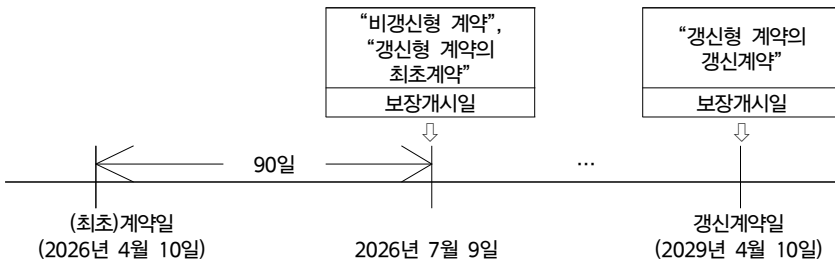 “비갱신형 계약”,
“갱신형 계약의
최초계약”
보장개시일
“갱신형 계약의
갱신계약”
보장개시일
90일
…
(최초)계약일
(2026년 4월 10일)
2026년 7월 9일
갱신계약일
(2029년 4월 10일)